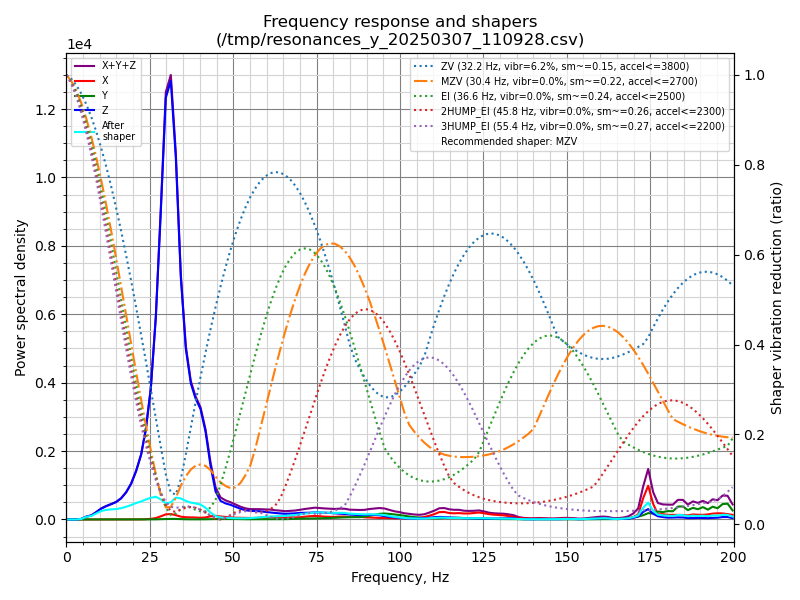 Frequency response and shapers
(/tmp/resonances_y_20250307_110928.csv)
1e4
X+Y+Z
X
Y
Z
After
shaper
ZV (32.2 Hz, vibr=6.2%, sm~=0.15, accel<=3800)
MZV (30.4 Hz, vibr=0.0%, sm~=0.22, accel<=2700)
EI (36.6 Hz, vibr=0.0%, sm~=0.24, accel<=2500)
2HUMP_EI (45.8 Hz, vibr=0.0%, sm~=0.26, accel<=2300)
3HUMP_EI (55.4 Hz, vibr=0.0%, sm~=0.27, accel<=2200)
Recommended shaper: MZV
Power spectral density
1.2
1.0
0.8
0.6
0.4
0.2
0.0
1.0
0.8
0.6
0.4
0.2
0.0
Shaper vibration reduction (ratio)
0 25 50 75 100 125 150 175 200
Frequency, Hz